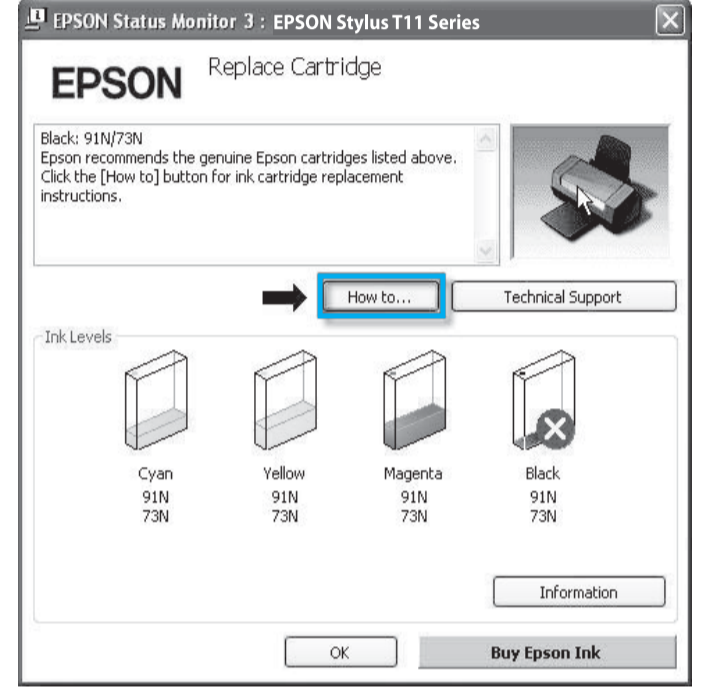 EPSON Status Monitor 3 : EPSON Stylus T11 Series
EPSON
Replace Cartridge
Black: 91N/73N
Epson recommends the genuine Epson cartridges listed above.
Click the [How to] button for ink cartridge replacement
instructions.
How to...
Technical Support
Ink Levels
Cyan
91N
73N
Yellow
91N
73N
Magenta
91N
73N
Black
91N
73N
Information
OK
Buy Epson Ink